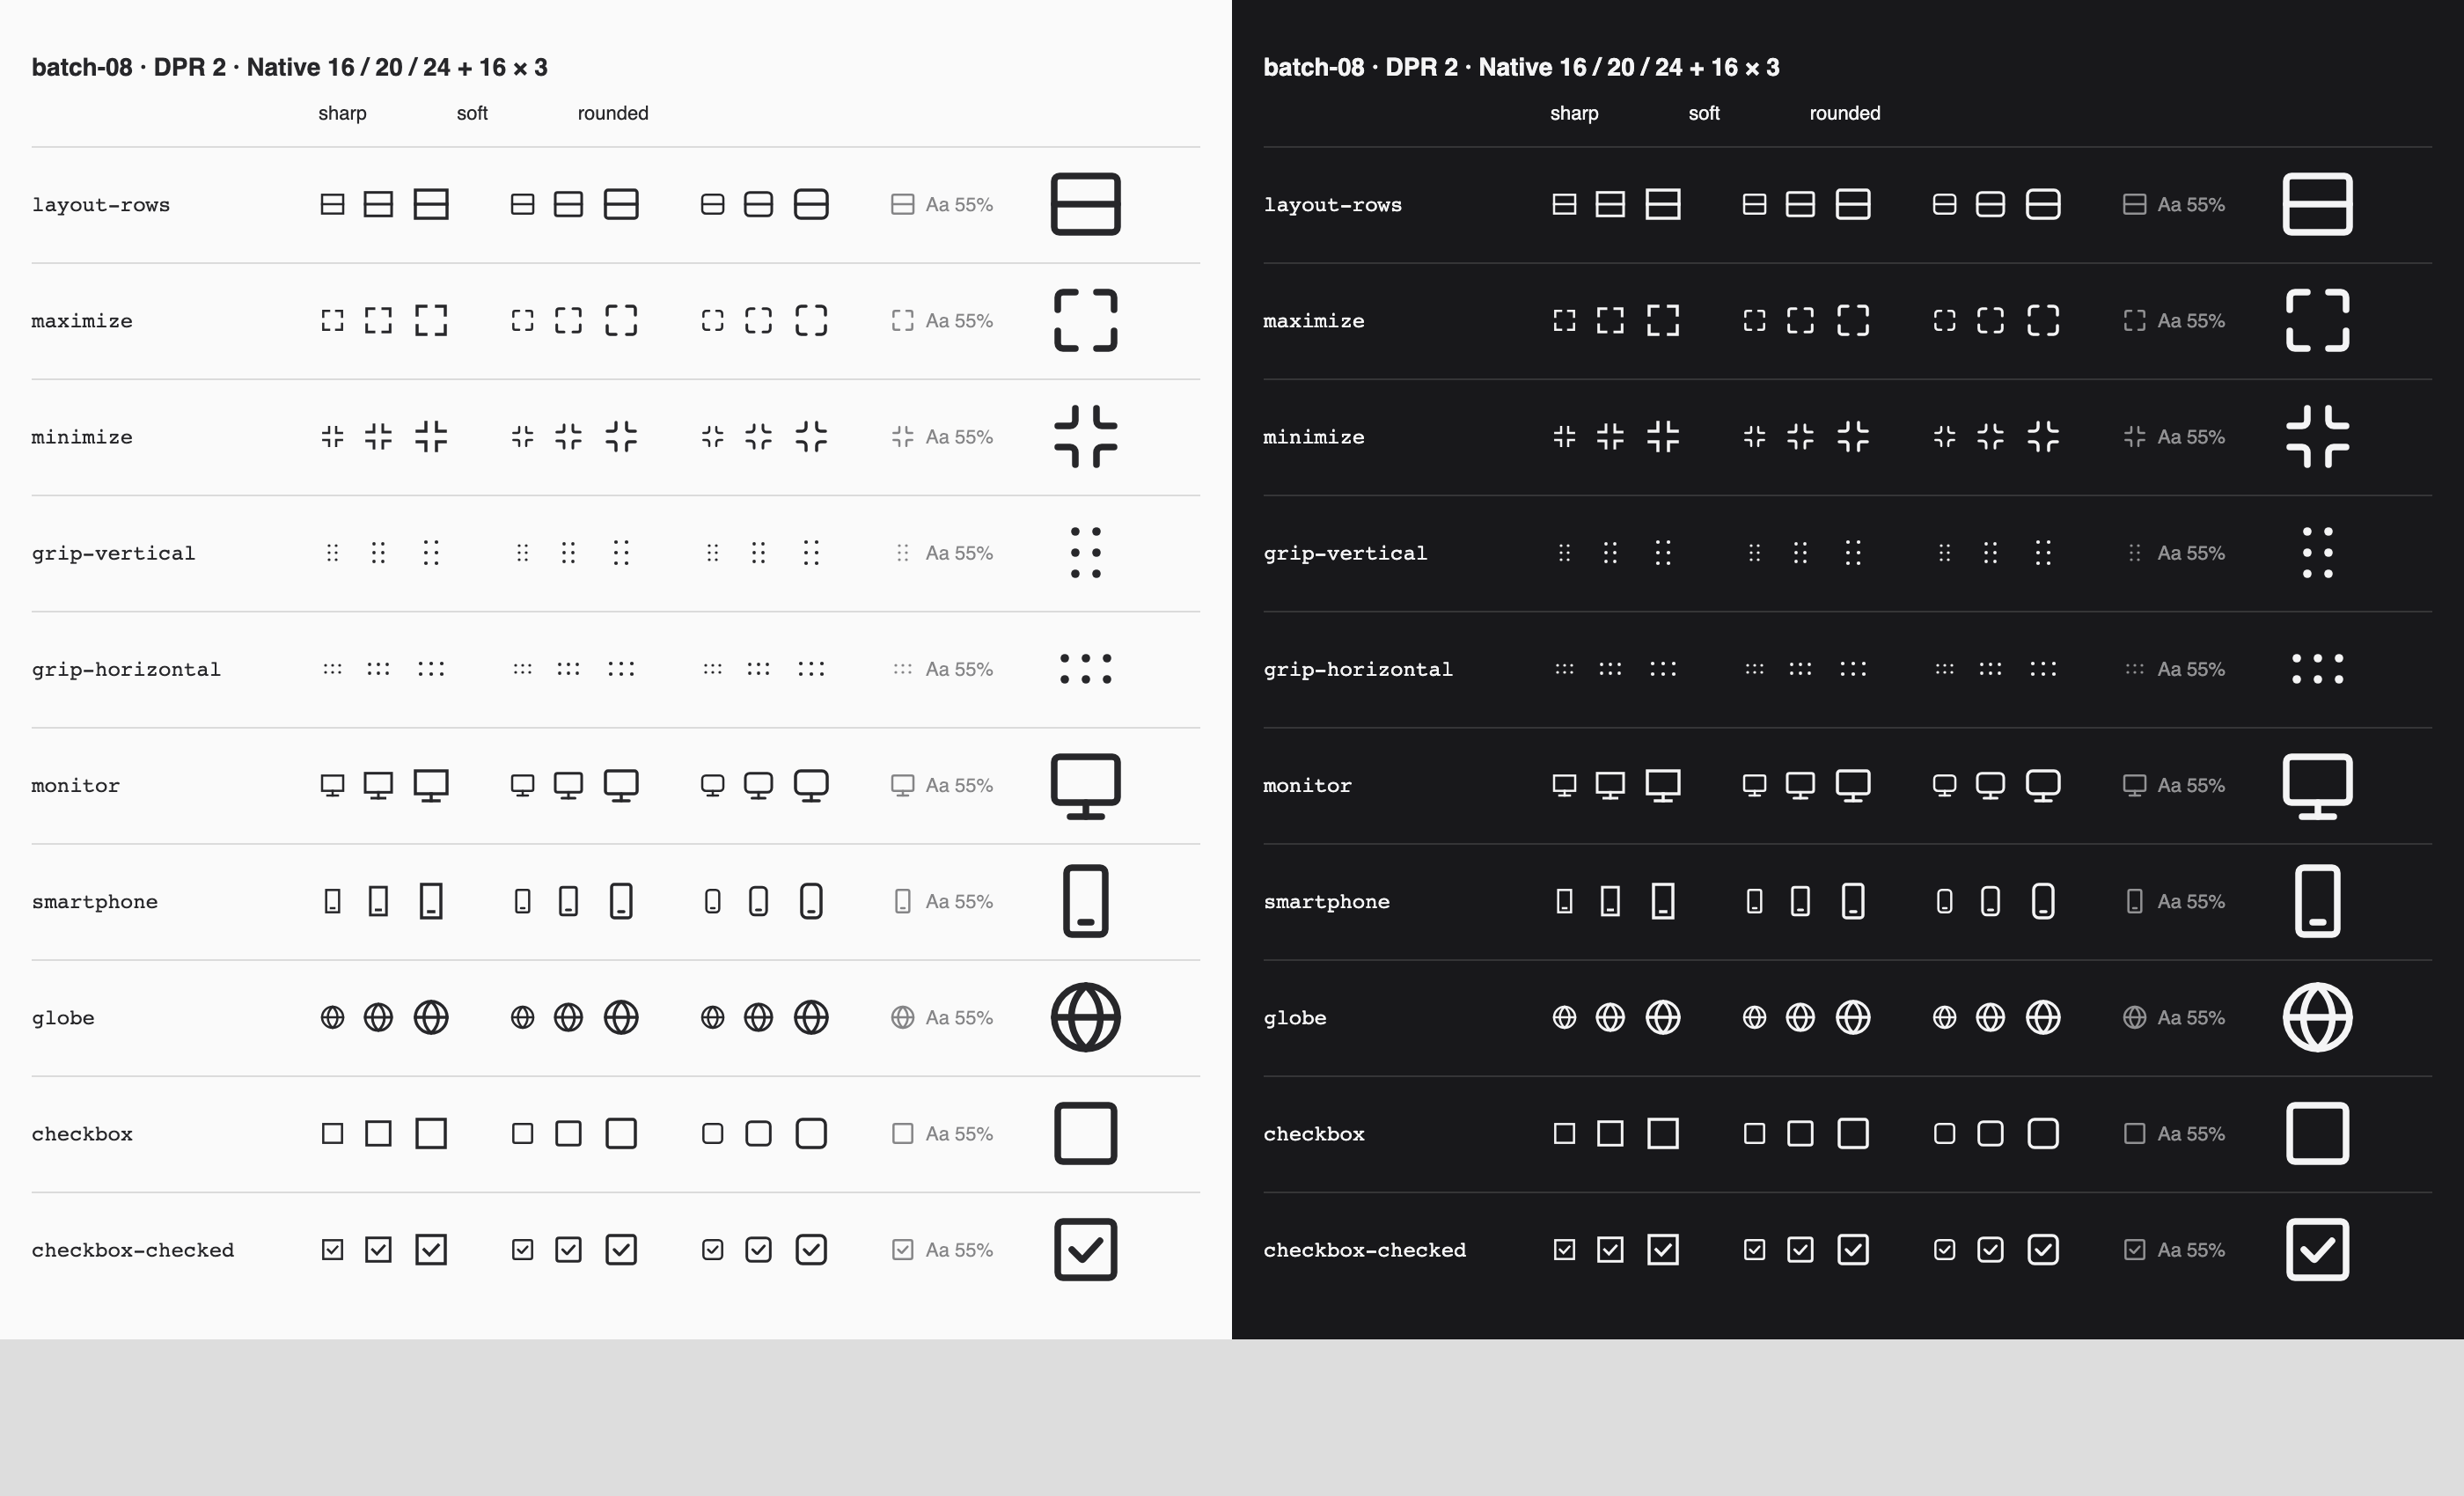 batch-08 · DPR 2 · Native 16 / 20 / 24 + 16 × 3
sharp soft rounded
layout-rows Aa 55%
maximize Aa 55%
minimize Aa 55%
grip-vertical Aa 55%
grip-horizontal Aa 55%
monitor Aa 55%
smartphone Aa 55%
globe Aa 55%
checkbox Aa 55%
checkbox-checked Aa 55%
batch-08 · DPR 2 · Native 16 / 20 / 24 + 16 × 3
sharp soft rounded
layout-rows Aa 55%
maximize Aa 55%
minimize Aa 55%
grip-vertical Aa 55%
grip-horizontal Aa 55%
monitor Aa 55%
smartphone Aa 55%
globe Aa 55%
checkbox Aa 55%
checkbox-checked Aa 55%